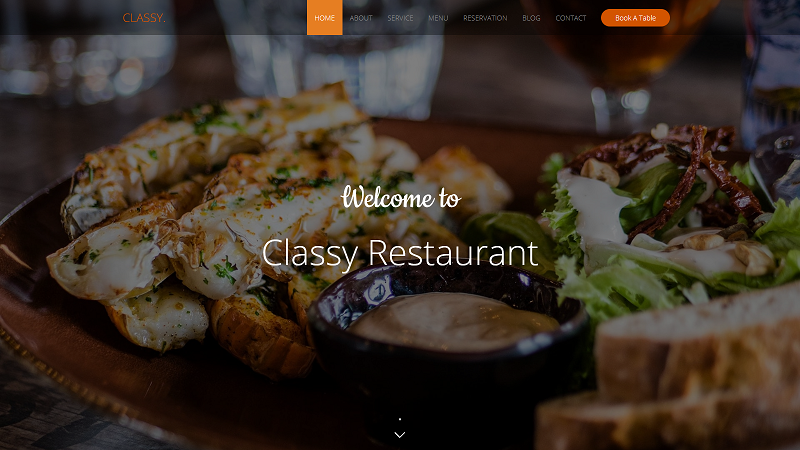 CLASSY.
HOME ABOUT SERVICE MENU RESERVATION BLOG CONTACT Book A Table
Welcome to
Classy Restaurant